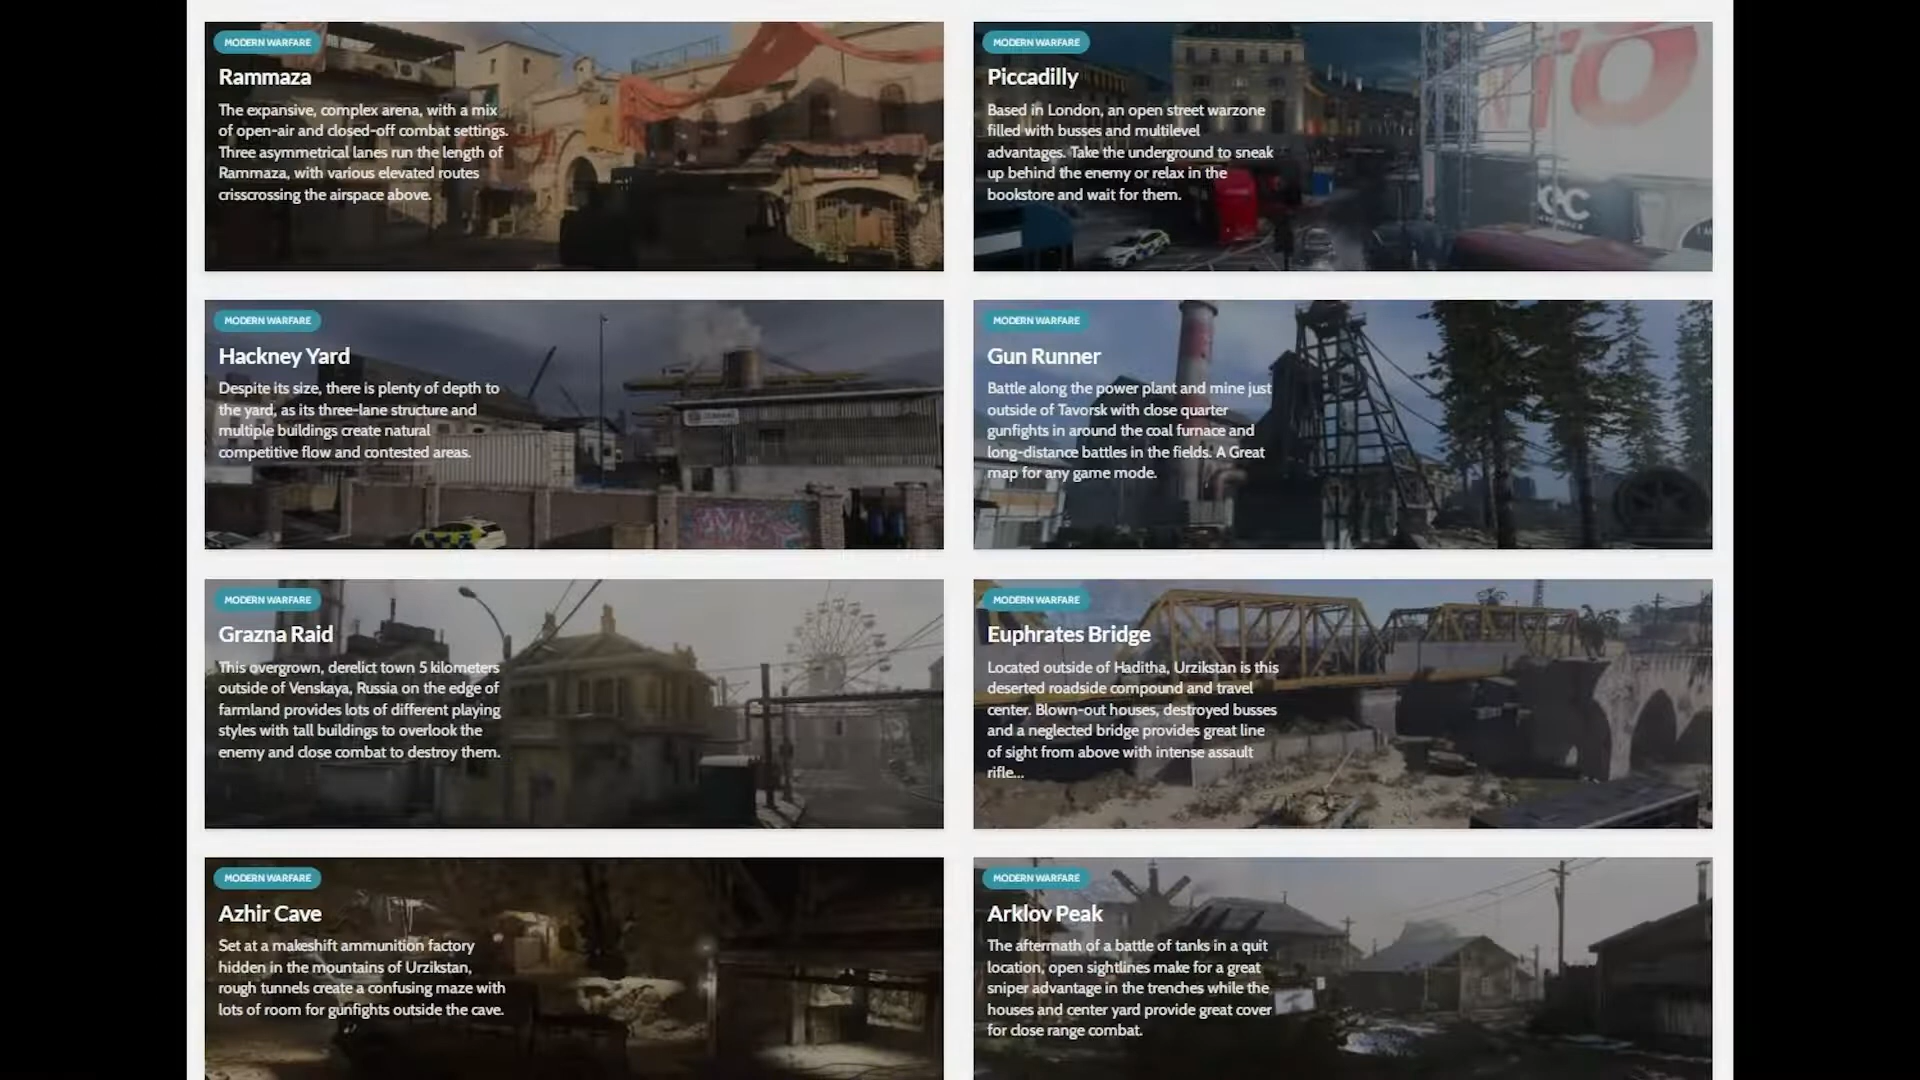 MODERN WARFARE
Rammaza
The expansive, complex arena, with a mix
of open-air and closed-off combat settings.
Three asymmetrical lanes run the length of
Rammaza, with various elevated routes
crisscrossing the airspace above.
MODERN WARFARE
Piccadilly
Based in London, an open street warzone
filled with busses and multilevel
advantages. Take the underground to sneak
up behind the enemy or relax in the
bookstore and wait for them.
MODERN WARFARE
Hackney Yard
Despite its size, there is plenty of depth to
the yard, as its three-lane structure and
multiple buildings create natural
competitive flow and contested areas.
MODERN WARFARE
Gun Runner
Battle along the power plant and mine just
outside of Tavorsk with close quarter
gunfights in around the coal furnace and
long-distance battles in the fields. A Great
map for any game mode.
MODERN WARFARE
Grazna Raid
This overgrown, derelict town 5 kilometers
outside of Venskaya, Russia on the edge of
farmland provides lots of different playing
styles with tall buildings to overlook the
enemy and close combat to destroy them.
MODERN WARFARE
Euphrates Bridge
Located outside of Haditha, Urzikstan is this
deserted roadside compound and travel
center. Blown-out houses, destroyed busses
and a neglected bridge provides great line
of sight from above with intense assault
rifle...
MODERN WARFARE
Azhir Cave
Set at a makeshift ammunition factory
hidden in the mountains of Urzikstan,
rough tunnels create a confusing maze with
lots of room for gunfights outside the cave.
MODERN WARFARE
Arklov Peak
The aftermath of a battle of tanks in a quit
location, open sightlines make for a great
sniper advantage in the trenches while the
houses and center yard provide great cover
for close range combat.